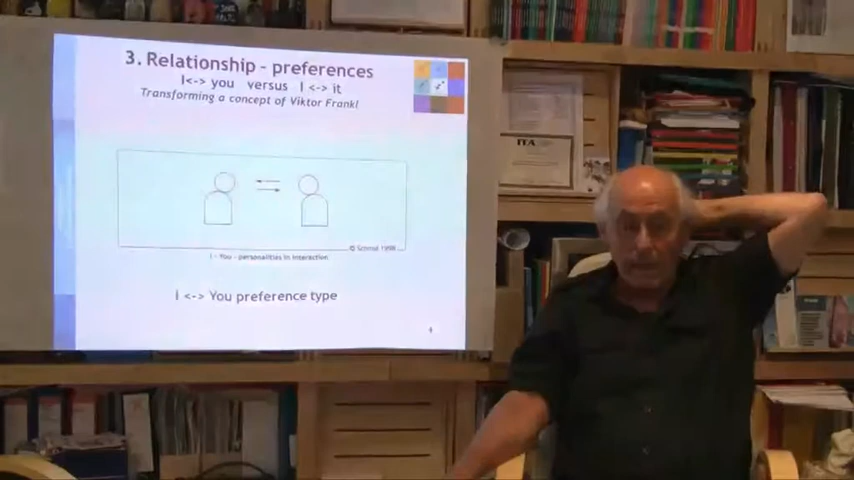 3. Relationship - preferences
I<-> you versus I <-> it
Transforming a concept of Viktor Frankl
© Schmid 1998
I - You - personalities in interaction
I <-> You preference type
ITA